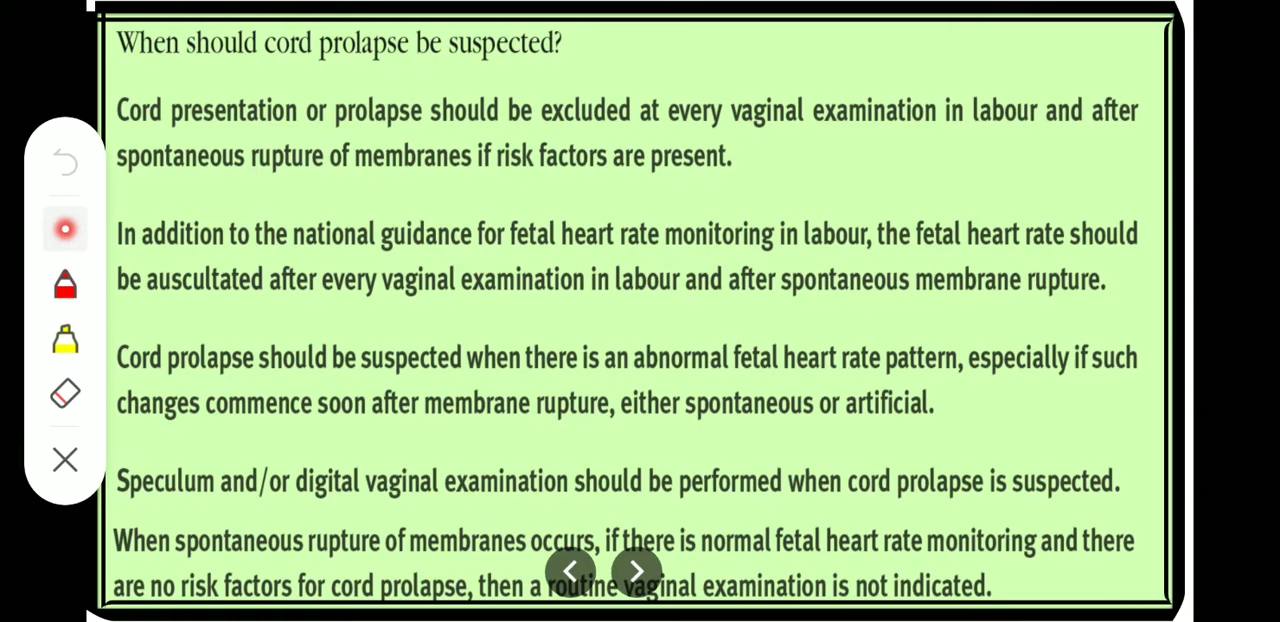 When should cord prolapse be suspected?
Cord presentation or prolapse should be excluded at every vaginal examination in labour and after
spontaneous rupture of membranes if risk factors are present.
In addition to the national guidance for fetal heart rate monitoring in labour, the fetal heart rate should
be auscultated after every vaginal examination in labour and after spontaneous membrane rupture.
Cord prolapse should be suspected when there is an abnormal fetal heart rate pattern, especially if such
changes commence soon after membrane rupture, either spontaneous or artificial.
Speculum and/or digital vaginal examination should be performed when cord prolapse is suspected.
When spontaneous rupture of membranes occurs, if there is normal fetal heart rate monitoring and there
are no risk factors for cord prolapse, then a routine vaginal examination is not indicated.